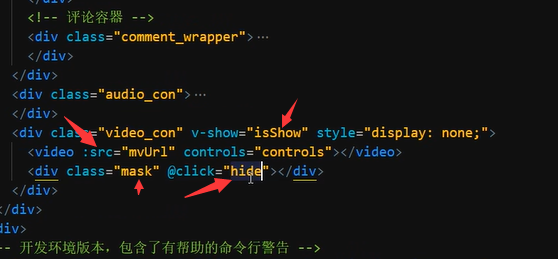 </div>
<!-- 评论容器 -->
<div class="comment_wrapper">…
</div>
</div>
<div class="audio_con">…
</div>
<div class="video_con" v-show="isShow" style="display: none;">
<video :src="mvUrl" controls="controls"></video>
<div class="mask" @click="hide"></div>
</div>
</div>
div>
-- 开发环境版本，包含了有帮助的命令行警告 -->